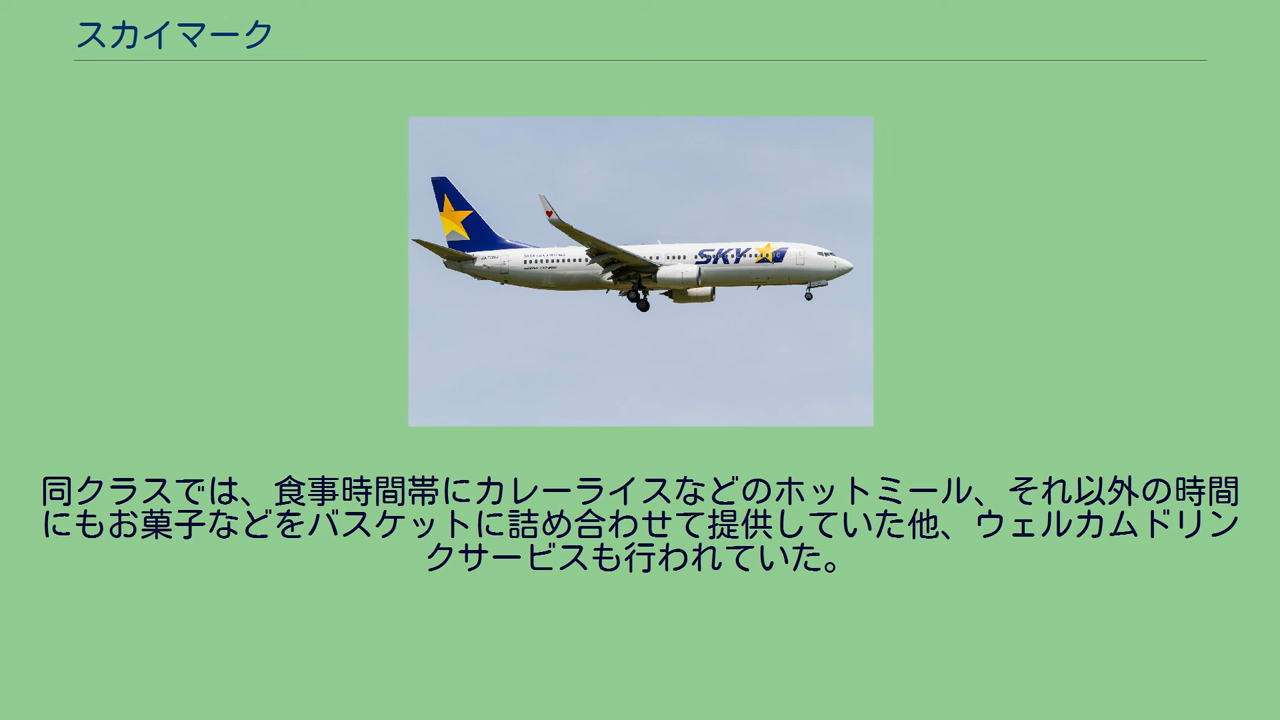 スカイマーク
SKY
同クラスでは、食事時間帯にカレーライスなどのホットミール、それ以外の時間
にもお菓子などをバスケットに詰め合わせて提供していた他、ウェルカムドリン
クサービスも行われていた。